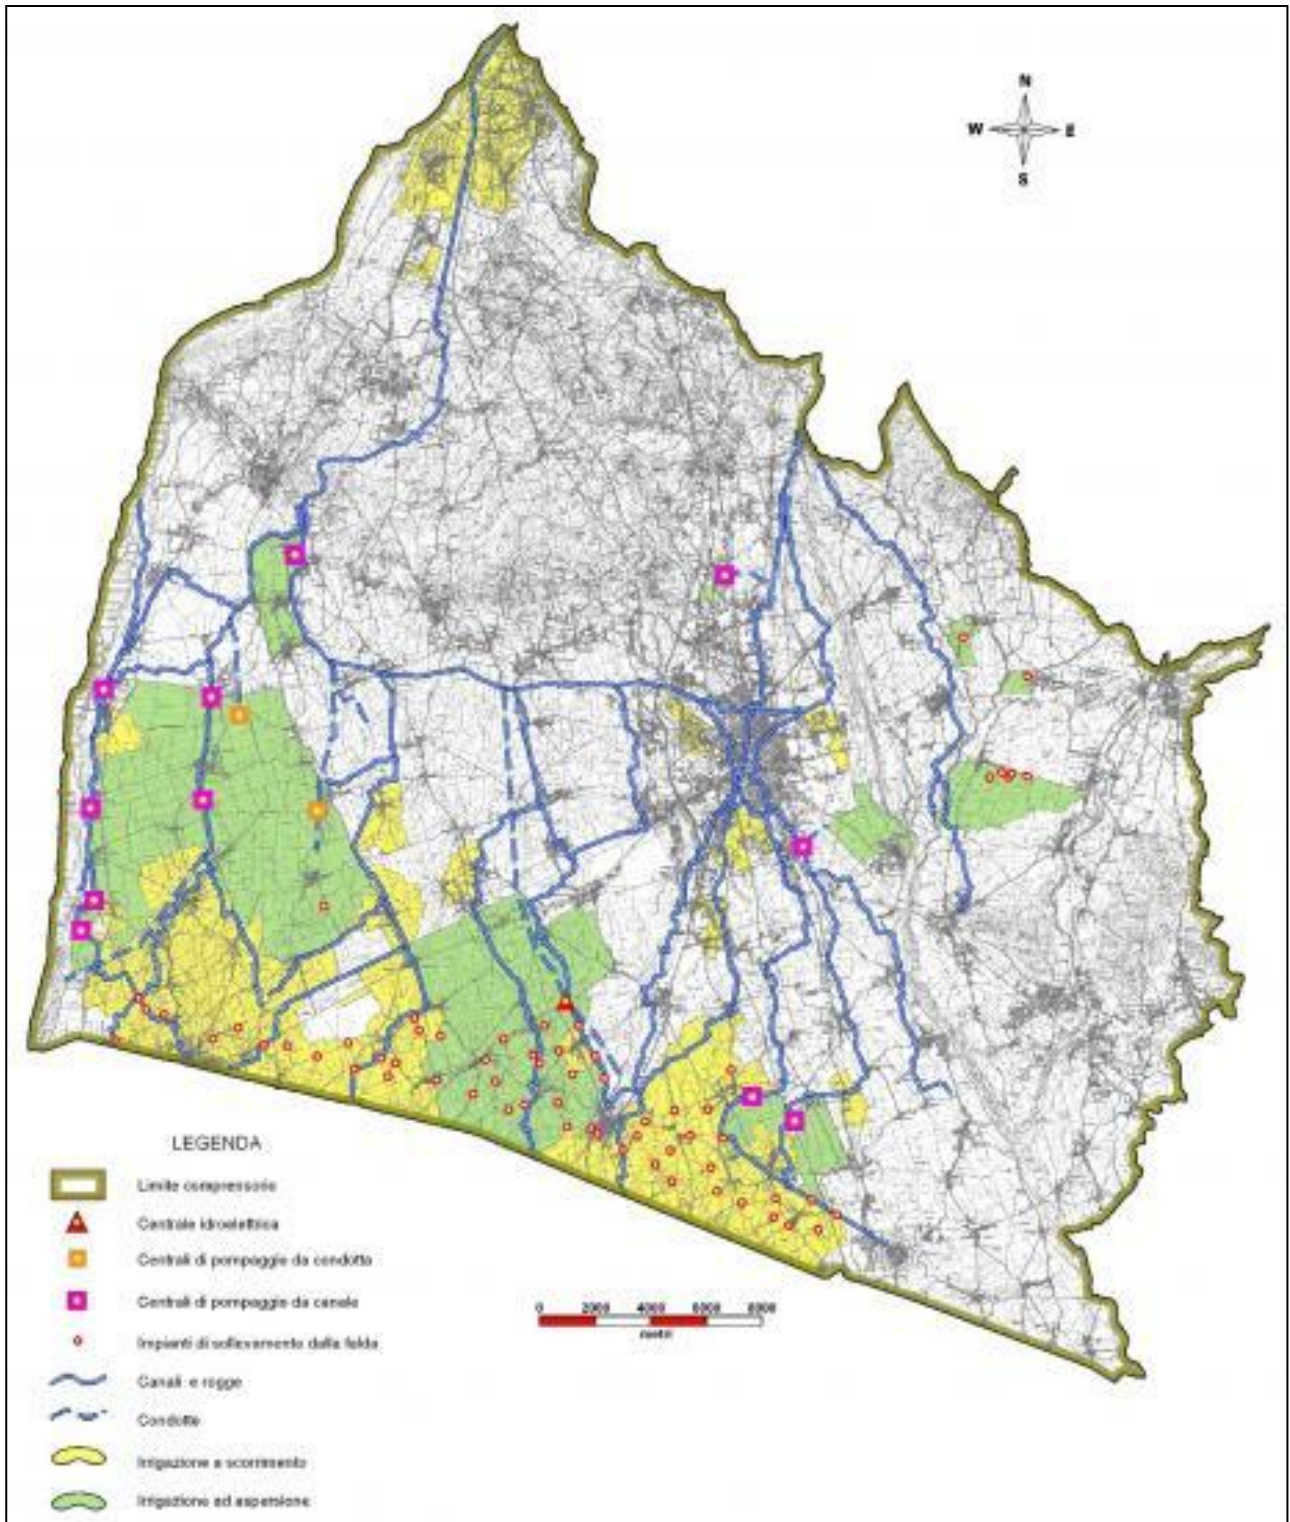 N
W E
S
LEGENDA
Limite comprensorio
Centrale idroelettrica
Centrali di pompaggio da condotta
Centrali di pompaggio da canale
Impianti di sollevamento dalla falda
Canali e rogge
Condotte
Irrigazione a scorrimento
Irrigazione ad aspersione
0 2000 4000 6000 8000
metri